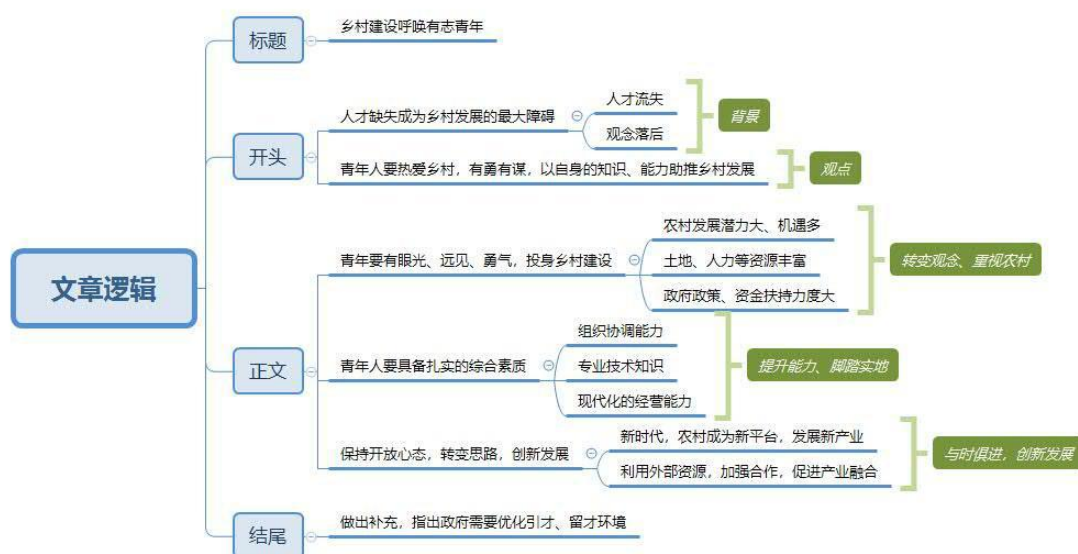 文章逻辑
标题
乡村建设呼唤有志青年
开头
人才缺失成为乡村发展的最大障碍
人才流失
观念落后
背景
青年人要热爱乡村，有勇有谋，以自身的知识、能力助推乡村发展
观点
正文
青年要有眼光、远见、勇气，投身乡村建设
农村发展潜力大、机遇多
土地、人力等资源丰富
政府政策、资金扶持力度大
转变观念、重视农村
青年人要具备扎实的综合素质
组织协调能力
专业技术知识
现代化的经营能力
提升能力、脚踏实地
保持开放心态，转变思路，创新发展
新时代，农村成为新平台，发展新产业
利用外部资源，加强合作，促进产业融合
与时俱进，创新发展
结尾
做出补充，指出政府需要优化引才、留才环境